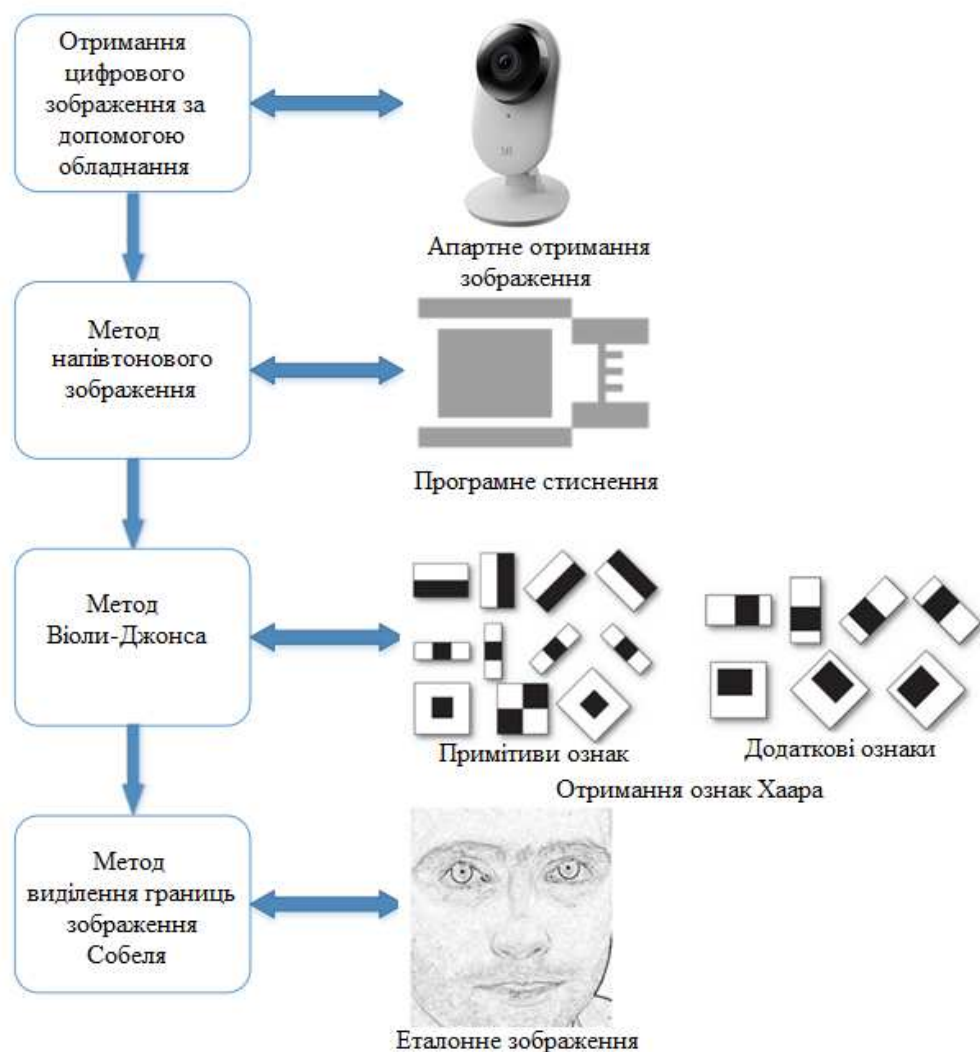 Отримання
цифрового
зображення за
допомогою
обладнання
Апартне отримання
зображення
Метод
напівтонового
зображення
Програмне стиснення
Метод
Віоли-Джонса
Примітиви ознак
Додаткові ознаки
Отримання ознак Хаара
Метод
виділення границь
зображення
Собеля
Еталонне зображення